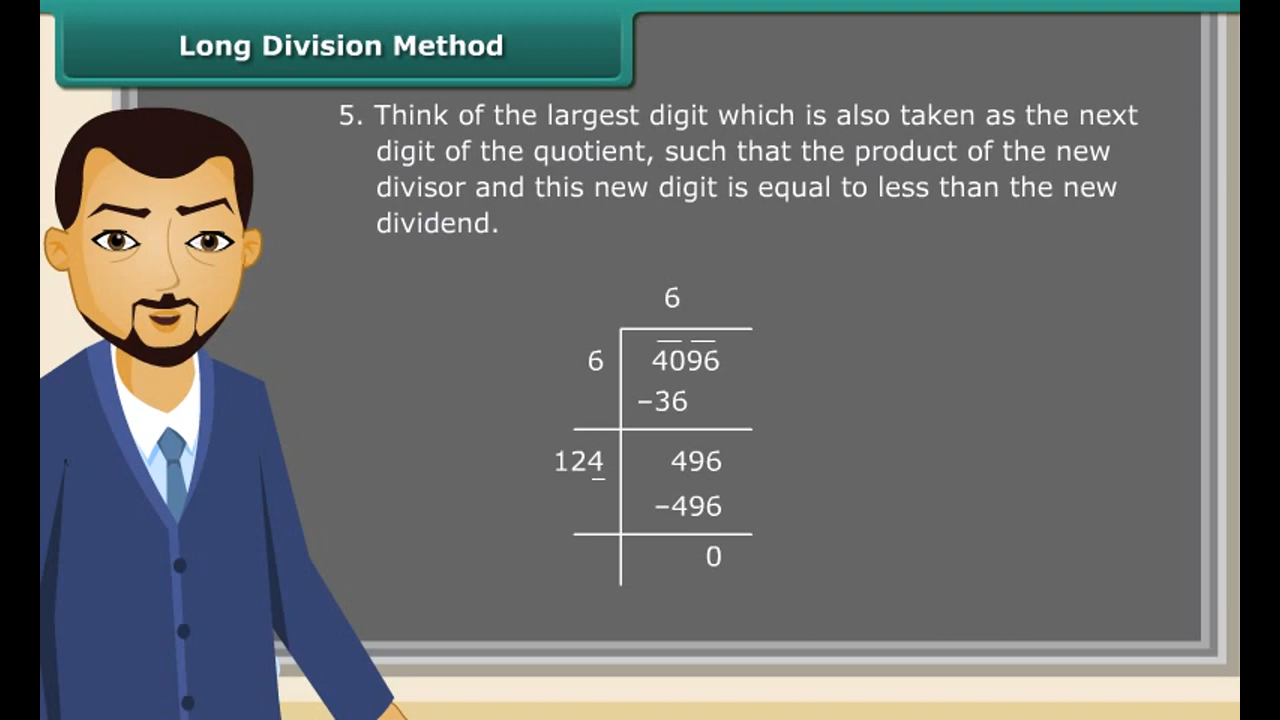 Long Division Method
5. Think of the largest digit which is also taken as the next
digit of the quotient, such that the product of the new
divisor and this new digit is equal to less than the new
dividend.
6
6 4096
–36
124 496
–496
0